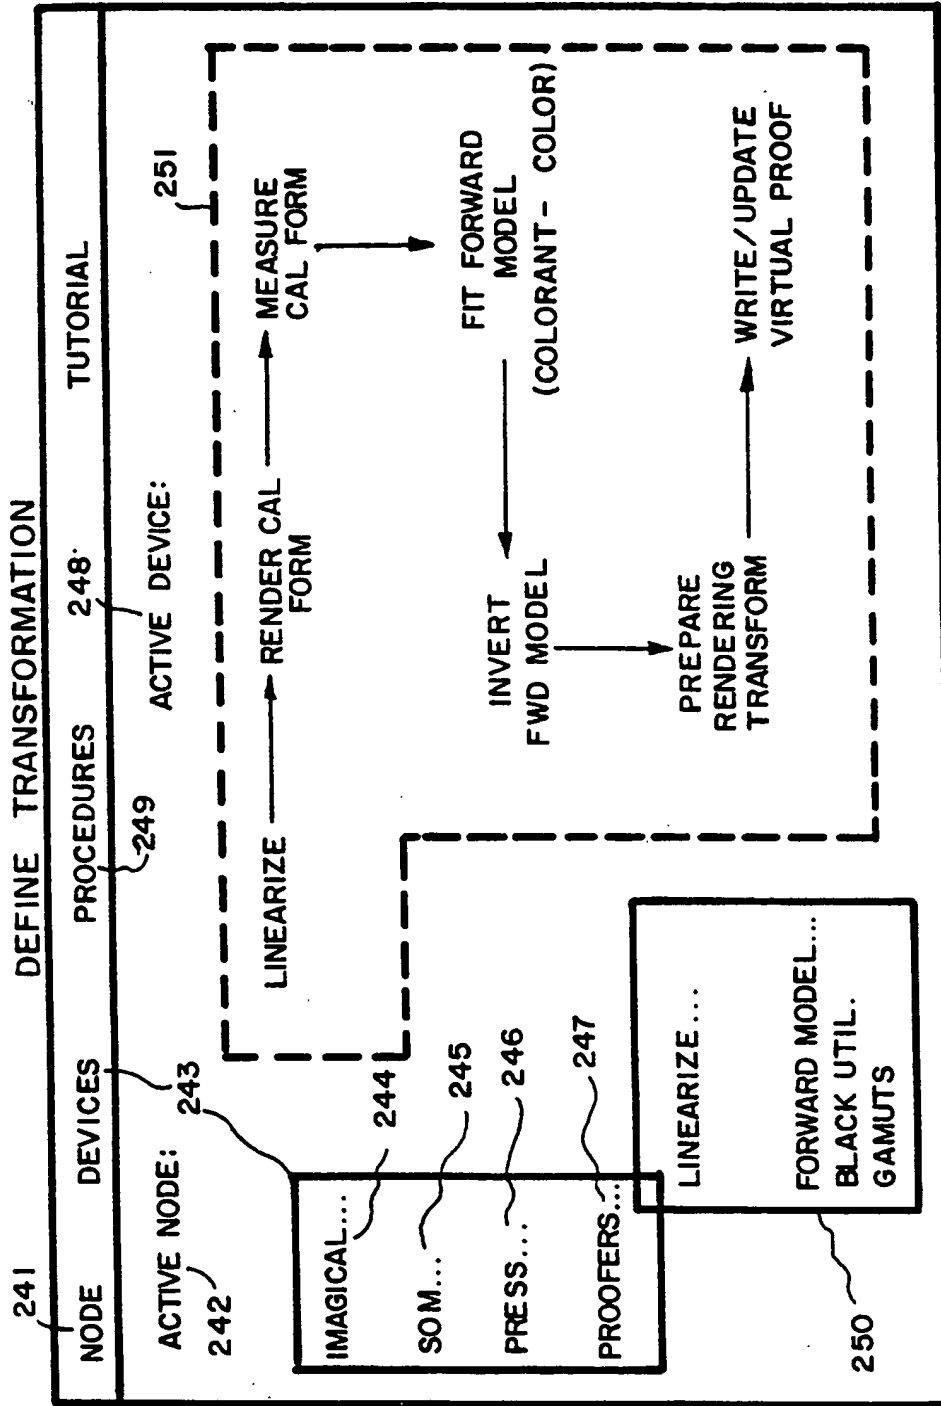 DEFINE TRANSFORMATION
241
NODE DEVICES PROCEDURES TUTORIAL
243
249
248
ACTIVE NODE:
242
ACTIVE DEVICE:
251
IMAGICAL...
244
SOM...
245
PRESS...
246
PROOFERS...
247
LINEARIZE
RENDER CAL
FORM
MEASURE
CAL FORM
FIT FORWARD
MODEL
(COLORANT- COLOR)
INVERT
FWD MODEL
PREPARE
RENDERING
TRANSFORM
WRITE/UPDATE
VIRTUAL PROOF
LINEARIZE...
FORWARD MODEL...
BLACK UTIL.
GAMUTS
250